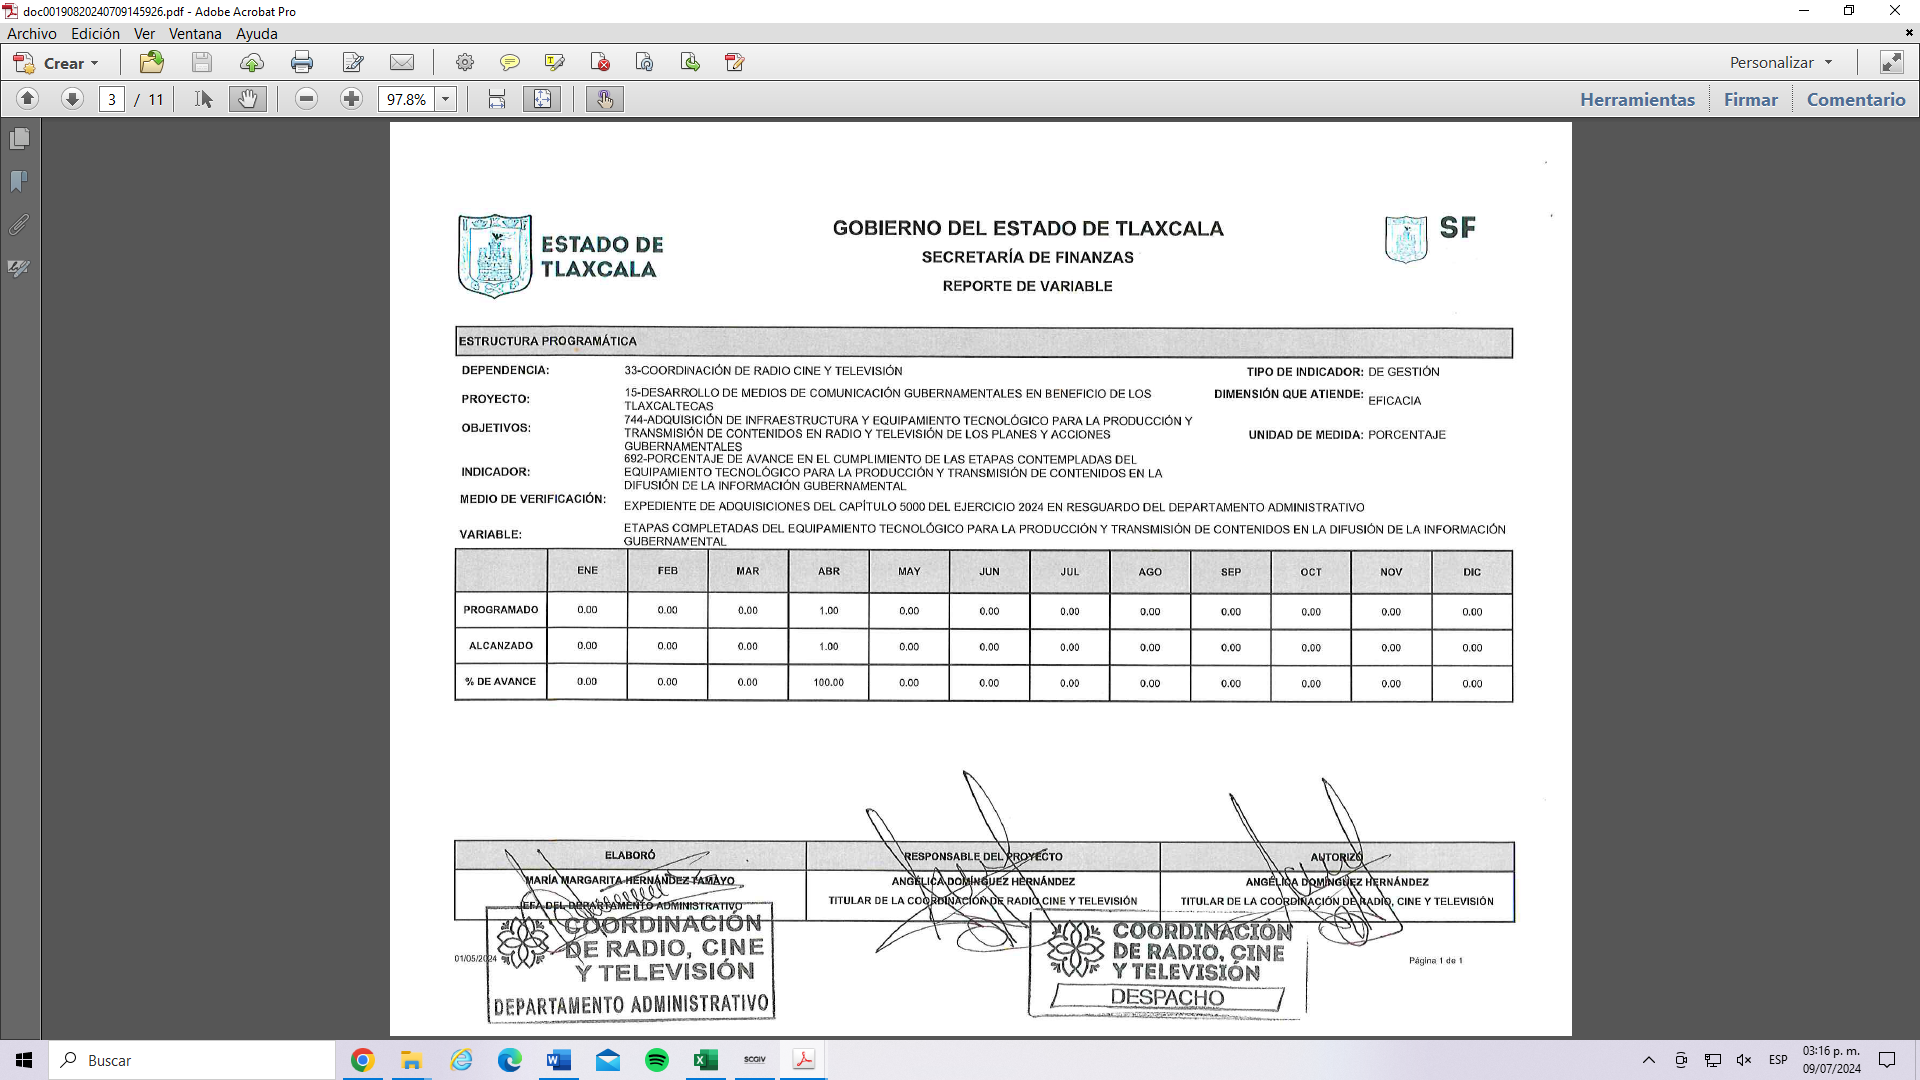 doc00190820240709145926.pdf - Adobe Acrobat Pro
Archivo Edición Ver Ventana Ayuda
Crear
Personalizar
3 / 11
97.8%
Herramientas Firmar Comentario
ESTADO DE
TLAXCALA
GOBIERNO DEL ESTADO DE TLAXCALA
SECRETARÍA DE FINANZAS
REPORTE DE VARIABLE
SF
ESTRUCTURA PROGRAMÁTICA
DEPENDENCIA: 33-COORDINACIÓN DE RADIO CINE Y TELEVISIÓN
TIPO DE INDICADOR: DE GESTIÓN
PROYECTO: 15-DESARROLLO DE MEDIOS DE COMUNICACIÓN GUBERNAMENTALES EN BENEFICIO DE LOS
TLAXCALTECAS
DIMENSIÓN QUE ATIENDE: EFICACIA
OBJETIVOS: 744-ADQUISICIÓN DE INFRAESTRUCTURA Y EQUIPAMIENTO TECNOLÓGICO PARA LA PRODUCCIÓN Y
TRANSMISIÓN DE CONTENIDOS EN RADIO Y TELEVISIÓN DE LOS PLANES Y ACCIONES
GUBERNAMENTALES
UNIDAD DE MEDIDA: PORCENTAJE
INDICADOR: 692-PORCENTAJE DE AVANCE EN EL CUMPLIMIENTO DE LAS ETAPAS CONTEMPLADAS DEL
EQUIPAMIENTO TECNOLÓGICO PARA LA PRODUCCIÓN Y TRANSMISIÓN DE CONTENIDOS EN LA
DIFUSIÓN DE LA INFORMACIÓN GUBERNAMENTAL
MEDIO DE VERIFICACIÓN: EXPEDIENTE DE ADQUISICIONES DEL CAPÍTULO 5000 DEL EJERCICIO 2024 EN RESGUARDO DEL DEPARTAMENTO ADMINISTRATIVO
VARIABLE: ETAPAS COMPLETADAS DEL EQUIPAMIENTO TECNOLÓGICO PARA LA PRODUCCIÓN Y TRANSMISIÓN DE CONTENIDOS EN LA DIFUSIÓN DE LA INFORMACIÓN
GUBERNAMENTAL
ENE FEB MAR ABR MAY JUN JUL AGO SEP OCT NOV DIC
PROGRAMADO 0.00 0.00 0.00 1.00 0.00 0.00 0.00 0.00 0.00 0.00 0.00 0.00
ALCANZADO 0.00 0.00 0.00 1.00 0.00 0.00 0.00 0.00 0.00 0.00 0.00 0.00
% DE AVANCE 0.00 0.00 0.00 100.00 0.00 0.00 0.00 0.00 0.00 0.00 0.00 0.00
ELABORÓ RESPONSABLE DEL PROYECTO AUTORIZÓ
MARÍA MARGARITA HERNÁNDEZ TAMAYO ANGÉLICA DOMÍNGUEZ HERNÁNDEZ ANGÉLICA DOMÍNGUEZ HERNÁNDEZ
JEFA DEL DEPARTAMENTO ADMINISTRATIVO TITULAR DE LA COORDINACIÓN DE RADIO CINE Y TELEVISIÓN TITULAR DE LA COORDINACIÓN DE RADIO, CINE Y TELEVISIÓN
COORDINACIÓN
DE RADIO, CINE
Y TELEVISIÓN
DEPARTAMENTO ADMINISTRATIVO
COORDINACIÓN
DE RADIO, CINE
Y TELEVISIÓN
DESPACHO
01/05/2024
Página 1 de 1
Buscar
SCGIV
ESP
03:16 p. m.
09/07/2024